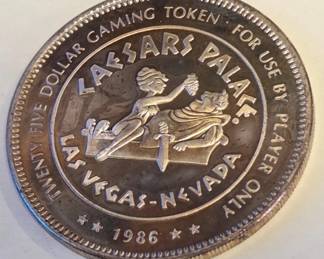 TWENTY FIVE DOLLAR GAMING TOKEN FOR USE BY PLAYER ONLY
CAESARS PALACE
LAS VEGAS - NEVADA
1986